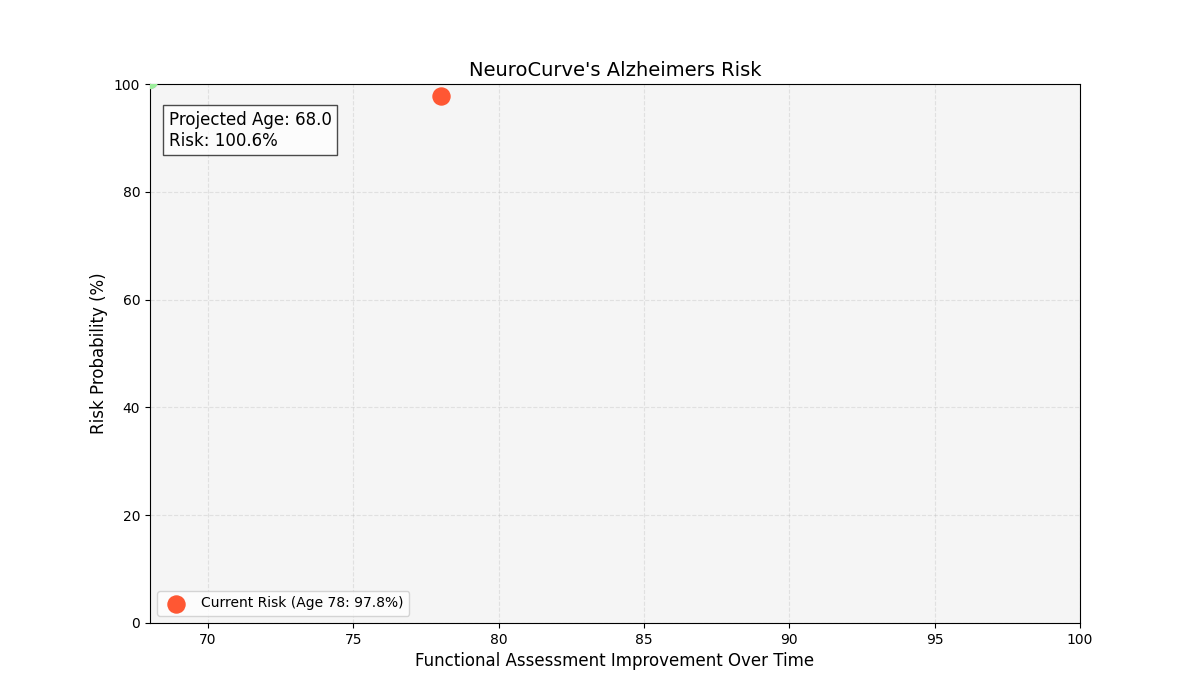 NeuroCurve's Alzheimers Risk
100
Projected Age: 68.0
Risk: 100.6%
80
60
40
20
0
Risk Probability (%)
Current Risk (Age 78: 97.8%)
70 75 80 85 90 95 100
Functional Assessment Improvement Over Time